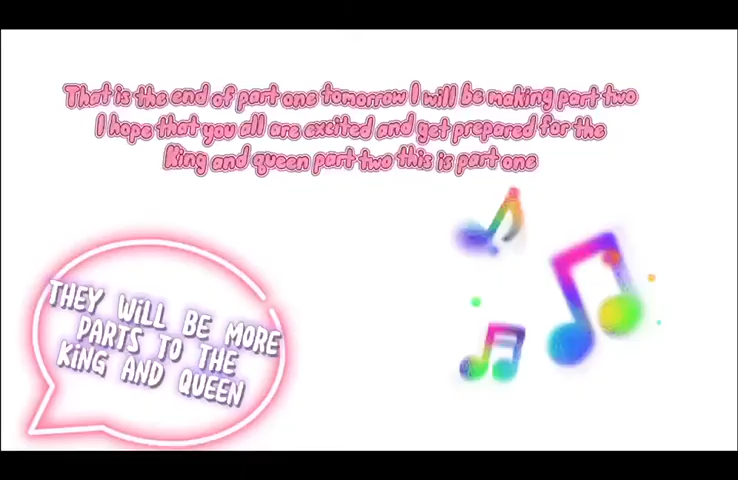 That is the end of part one tomorrow I will be making part two
I hope that you all are excited and get prepared for the
King and queen part two this is part one
THEY WiLL BE MORE
PARTS TO THE
KiNG AND QUEEN